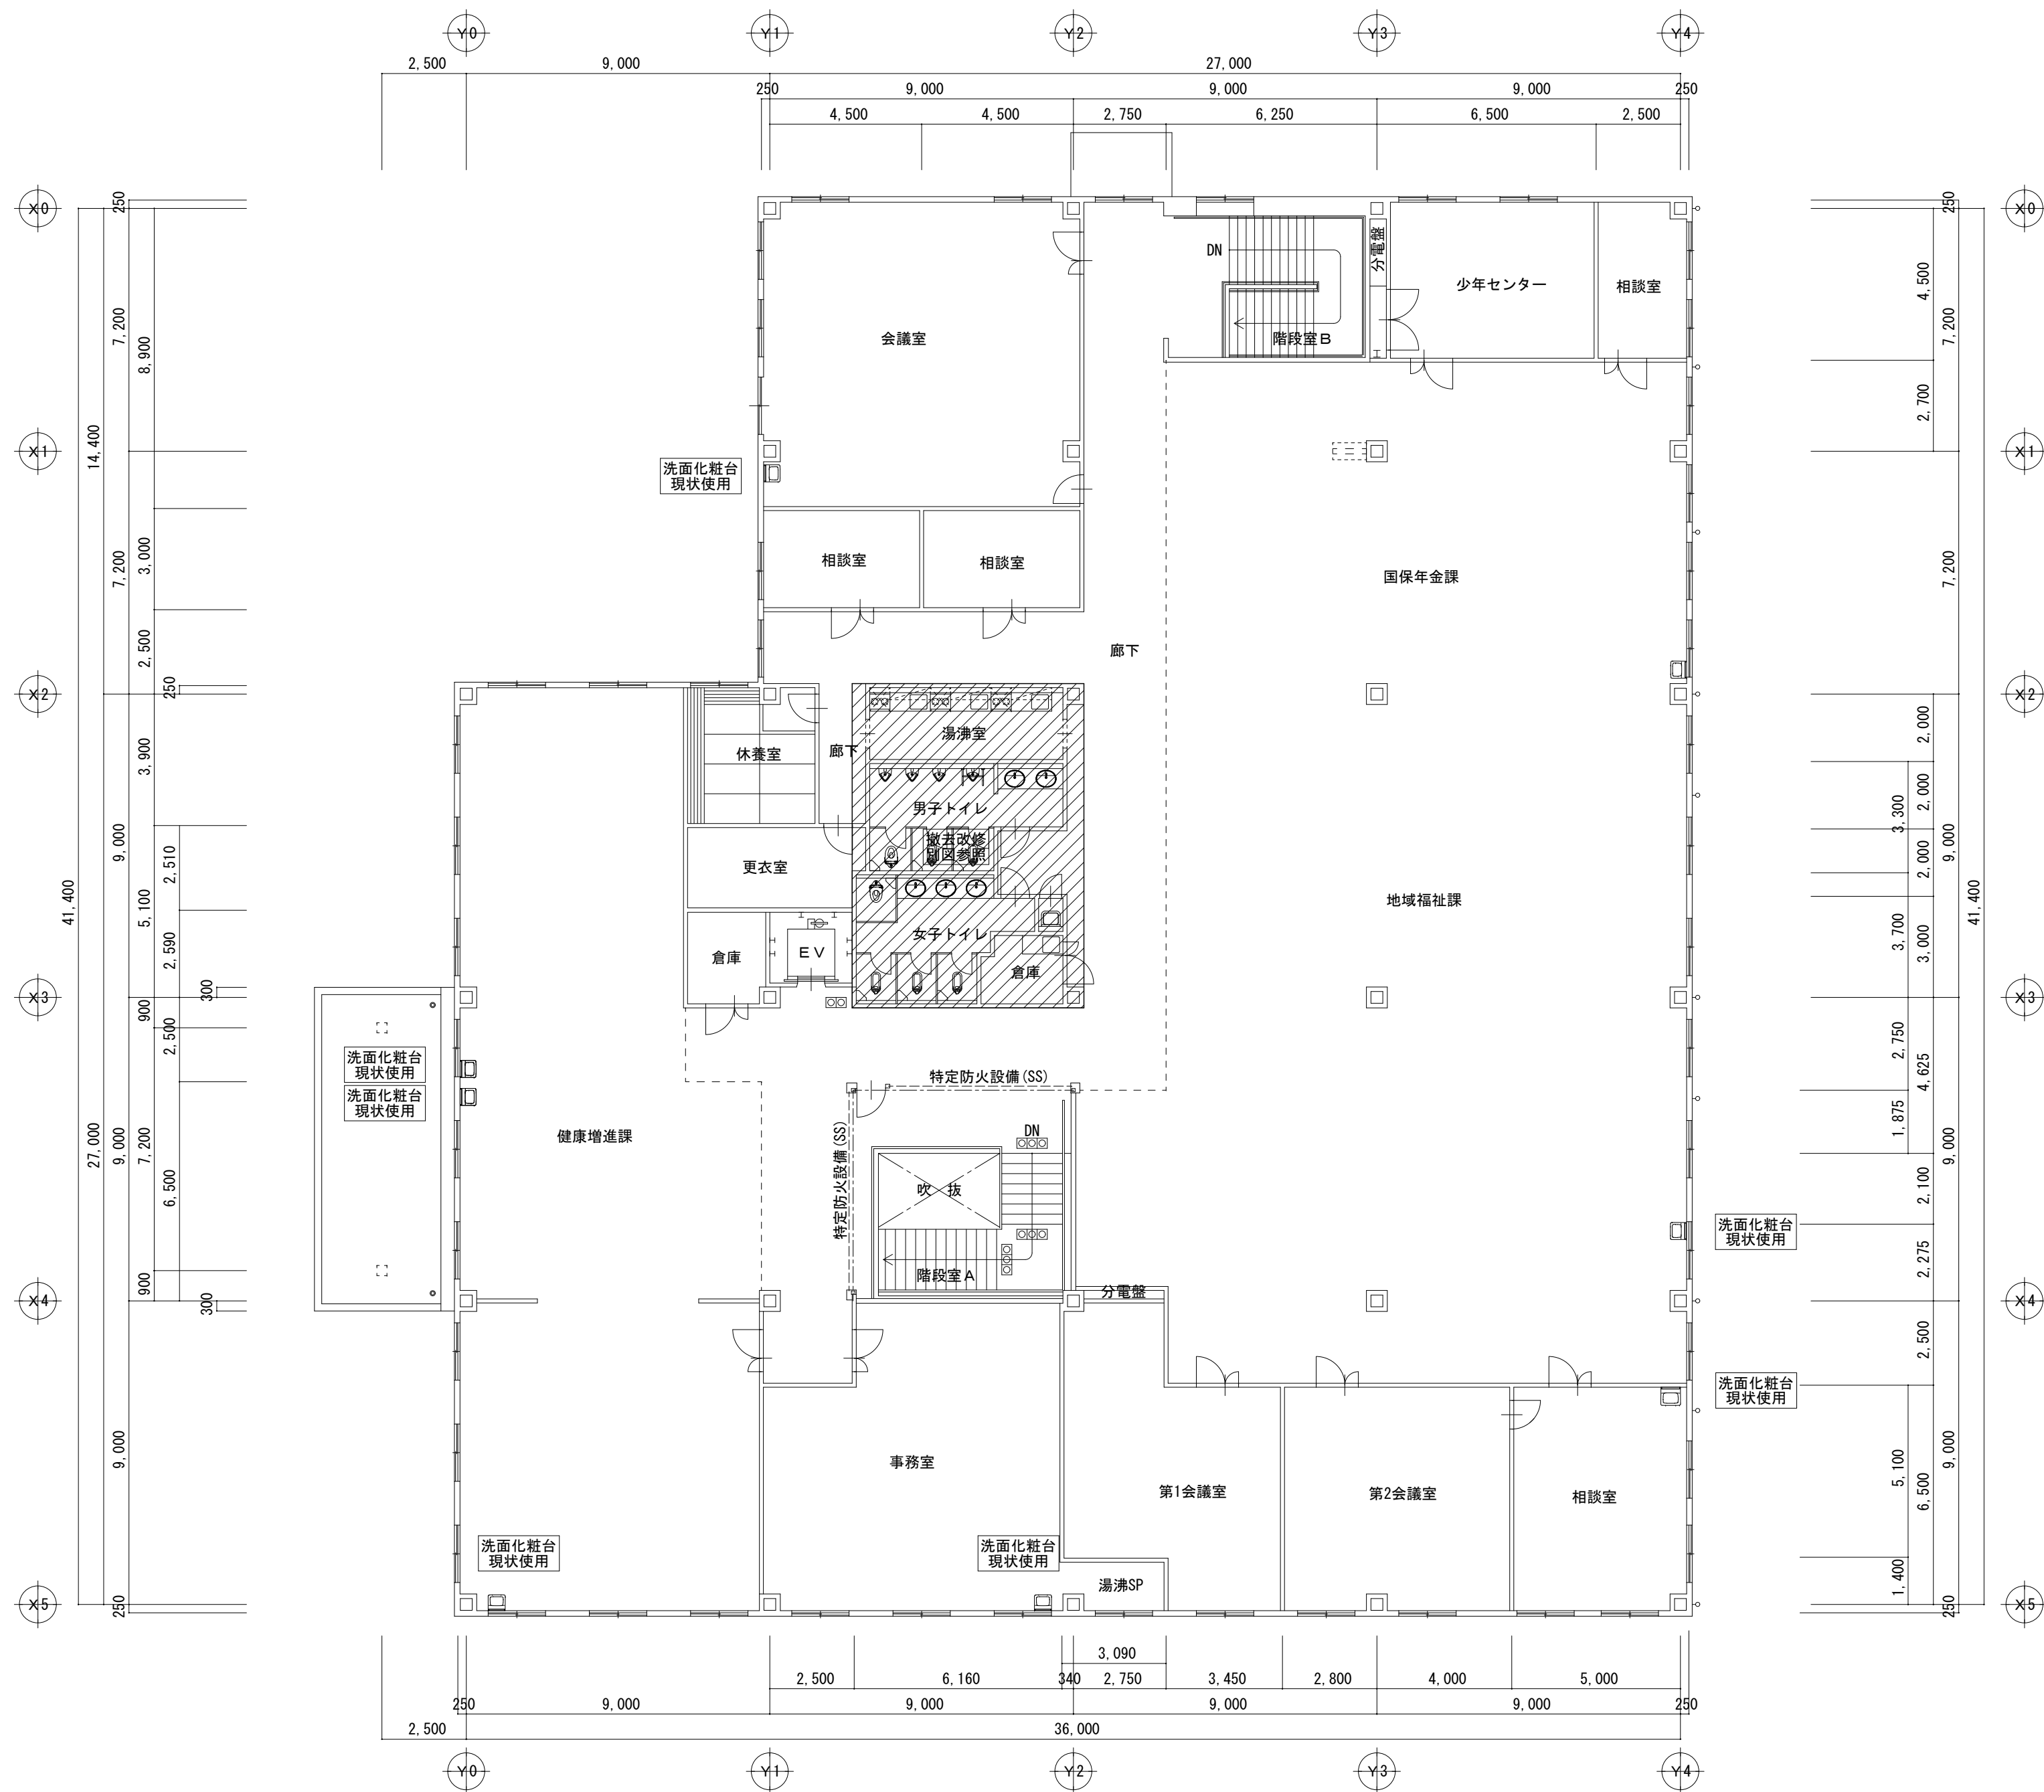 Y0
Y1
Y2
Y3
Y4
2,500
9,000
27,000
250
9,000
9,000
9,000
250
4,500
4,500
2,750
6,250
6,500
2,500
X0
X1
X2
X3
X4
X5
250
7,200
8,900
14,400
7,200
3,000
2,500
250
3,900
9,000
2,510
5,100
41,400
2,590
300
900
2,500
27,000
9,000
7,200
6,500
900
300
9,000
250
会議室
DN
階段室B
分電盤
少年センター
相談室
洗面化粧台
現状使用
相談室
相談室
国保年金課
廊下
湯沸室
休養室
廊下
男子トイレ
撤去改修
別図参照
更衣室
地域福祉課
女子トイレ
倉庫
EV
倉庫
洗面化粧台
現状使用
洗面化粧台
現状使用
特定防火設備(SS)
特定防火設備(SS)
健康増進課
DN
吹 抜
階段室A
分電盤
洗面化粧台
現状使用
洗面化粧台
現状使用
事務室
第1会議室
第2会議室
相談室
洗面化粧台
現状使用
洗面化粧台
現状使用
湯沸SP
X0
X1
X2
X3
X4
X5
250
4,500
7,200
2,700
7,200
2,000
2,000
3,300
9,000
2,000
41,400
3,700
3,000
2,750
4,625
1,875
9,000
2,100
2,275
2,500
5,100
9,000
6,500
1,400
250
3,090
2,500
6,160
340
2,750
3,450
2,800
4,000
5,000
250
9,000
9,000
9,000
9,000
250
2,500
36,000
Y0
Y1
Y2
Y3
Y4